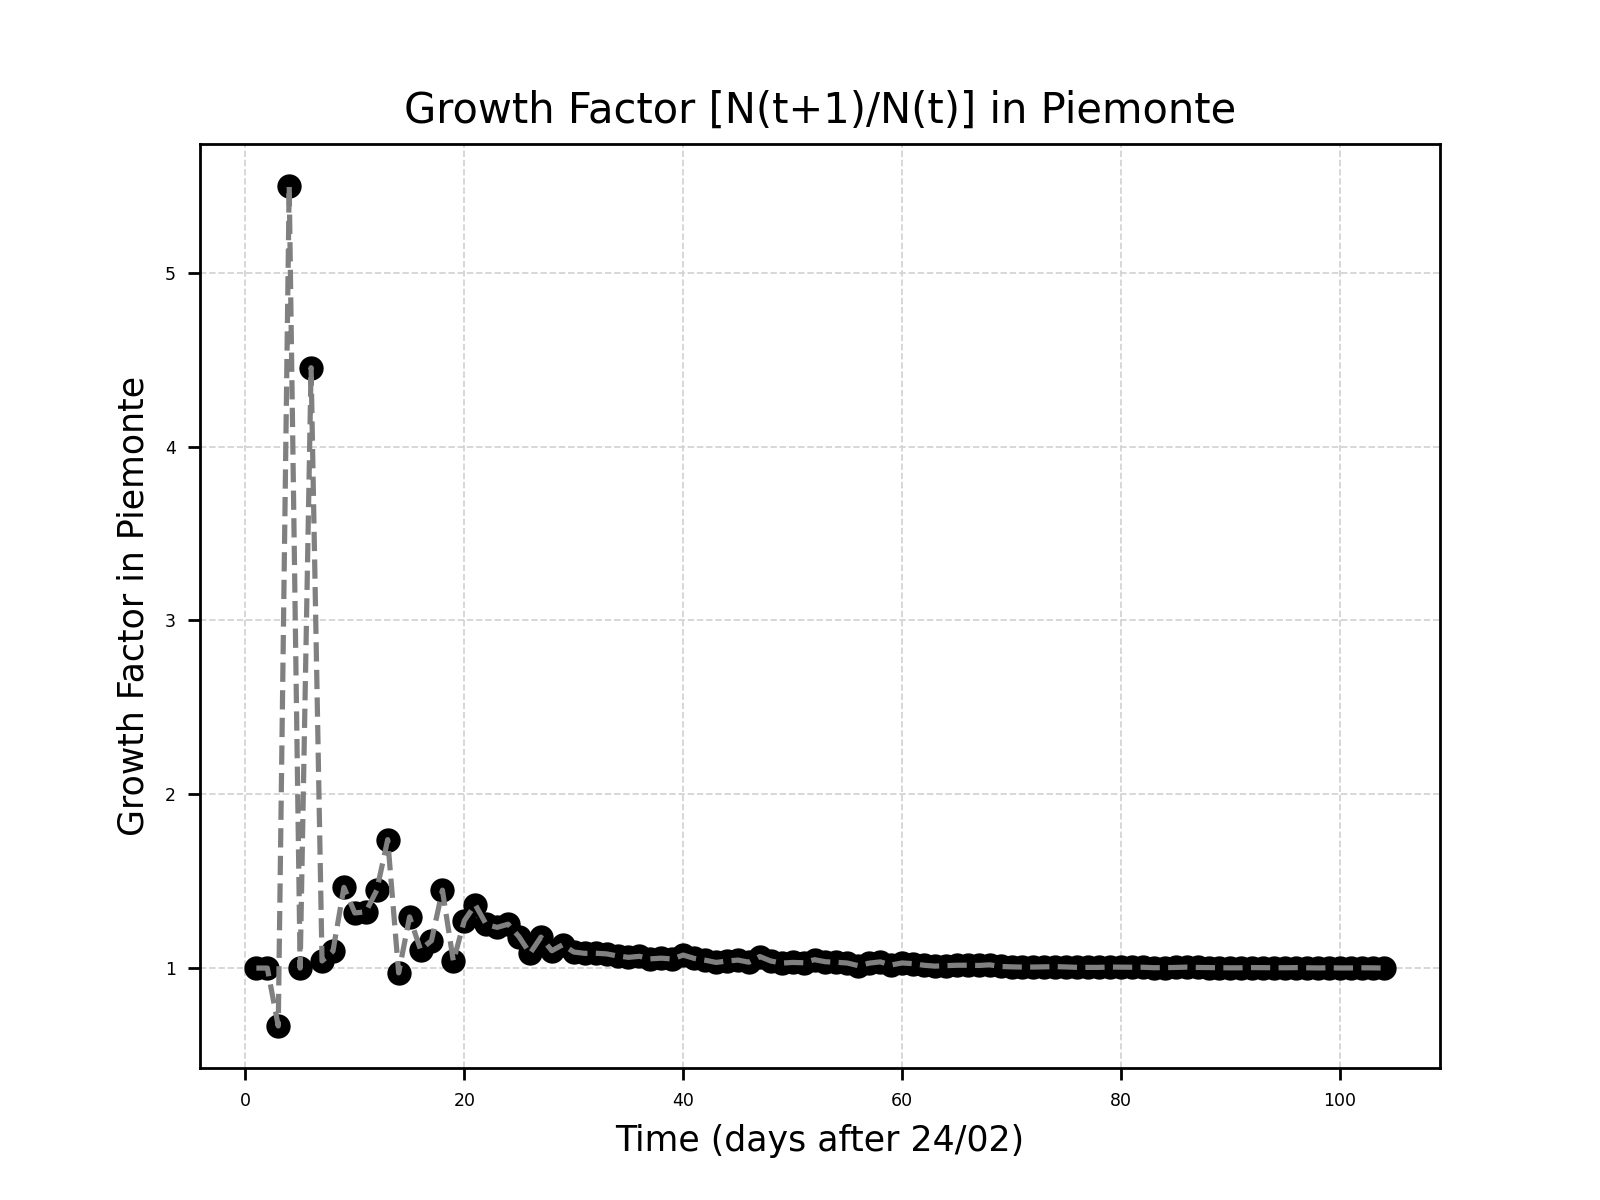 Growth Factor [N(t+1)/N(t)] in Piemonte
Growth Factor in Piemonte
5
4
3
2
1
0 20 40 60 80 100
Time (days after 24/02)